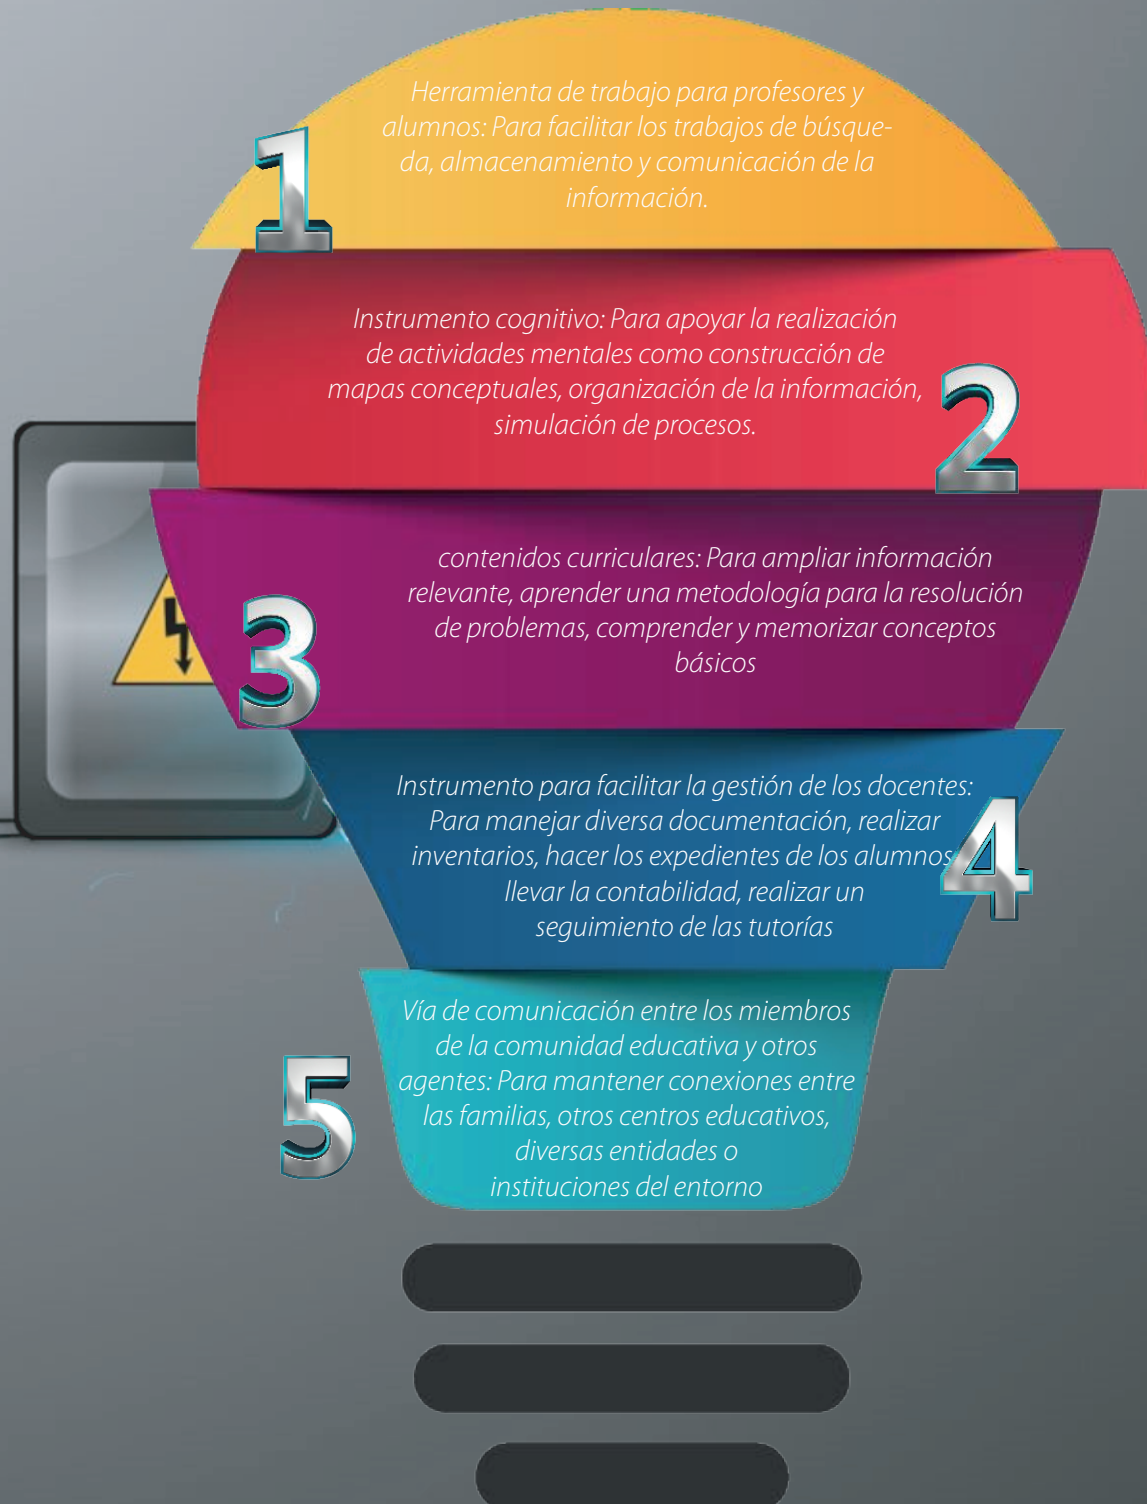 1
Herramienta de trabajo para profesores y
alumnos: Para facilitar los trabajos de búsque-
da, almacenamiento y comunicación de la
información.
2
Instrumento cognitivo: Para apoyar la realización
de actividades mentales como construcción de
mapas conceptuales, organización de la información,
simulación de procesos.
3
contenidos curriculares: Para ampliar información
relevante, aprender una metodología para la resolución
de problemas, comprender y memorizar conceptos
básicos
4
Instrumento para facilitar la gestión de los docentes:
Para manejar diversa documentación, realizar
inventarios, hacer los expedientes de los alumnos
llevar la contabilidad, realizar un
seguimiento de las tutorías
5
Vía de comunicación entre los miembros
de la comunidad educativa y otros
agentes: Para mantener conexiones entre
las familias, otros centros educativos,
diversas entidades o
instituciones del entorno